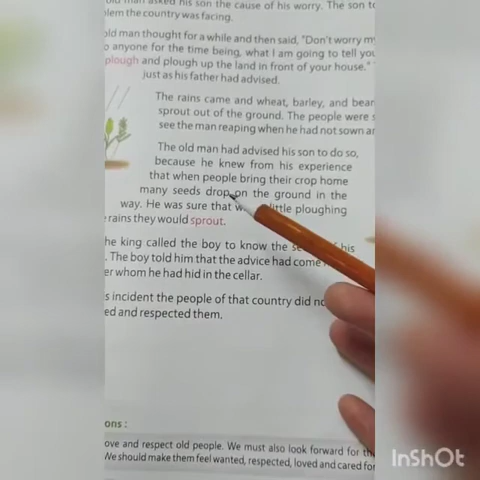 old man asked his son the cause of his worry. The son to
lem the country was facing.
old man thought for a while and then said, "Don't worry my
o anyone for the time being, what I am going to tell you
plough and plough up the land in front of your house."
just as his father had advised.
The rains came and wheat, barley, and bear
sprout out of the ground. The people were s
see the man reaping when he had not sown an
The old man had advised his son to do so,
because he knew from his experience
that when people bring their crop home
many seeds drop on the ground in the
way. He was sure that little ploughing
rains they would sprout.
he king called the boy to know the his
. The boy told him that the advice had come
er whom he had hid in the cellar.
s incident the people of that country did
ed and respected them.
ons :
ove and respect old people. We must also look forward for th
We should make them feel wanted, respected, loved and cared for
InShOt